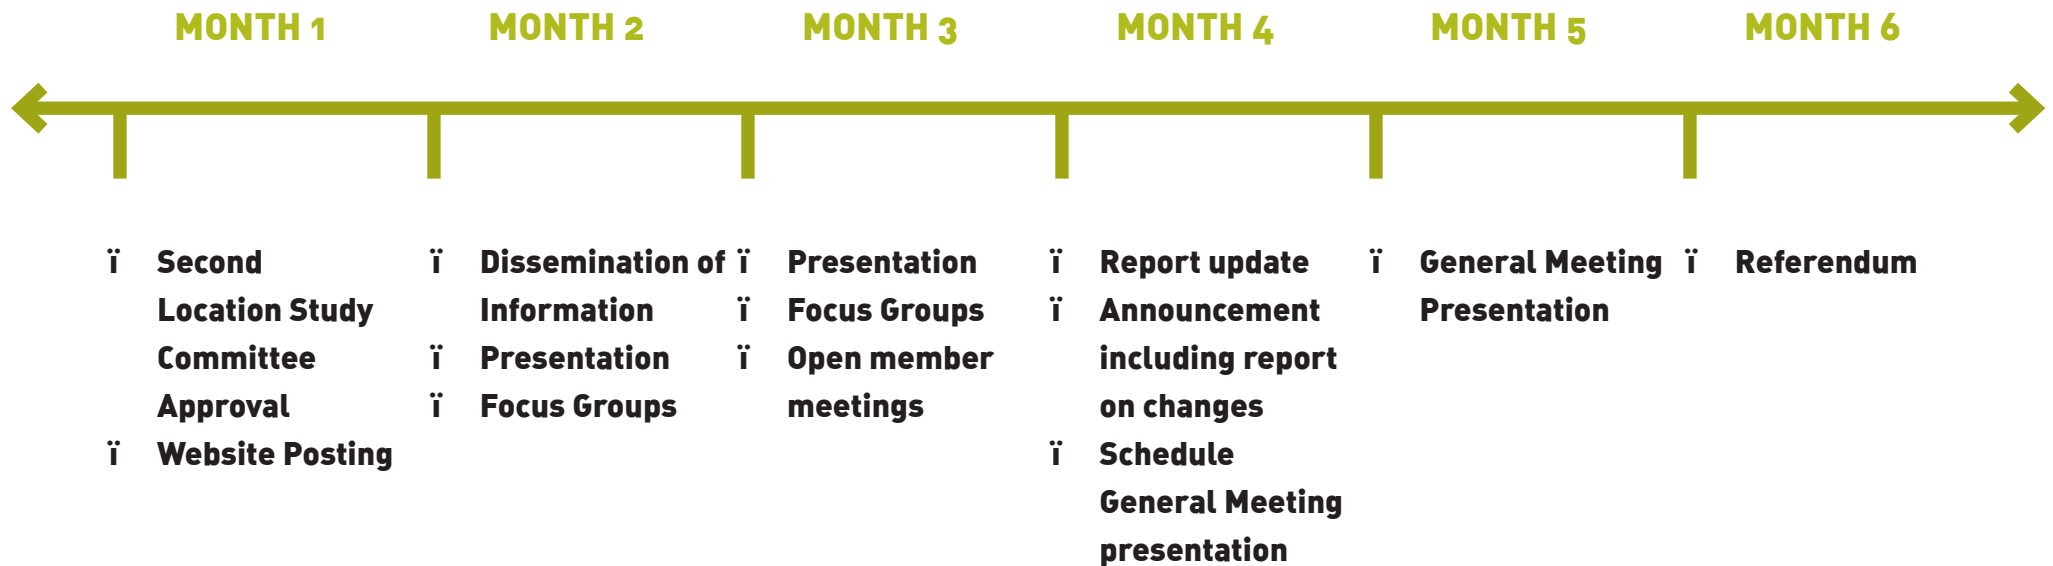 MONTH 1
MONTH 2
MONTH 3
MONTH 4
MONTH 5
MONTH 6
ï Second
Location Study
Committee
Approval
ï Website Posting
ï Dissemination of
Information
ï Presentation
ï Focus Groups
ï Presentation
ï Focus Groups
ï Open member
meetings
ï Report update
ï Announcement
including report
on changes
ï Schedule
General Meeting
presentation
ï General Meeting
Presentation
ï Referendum